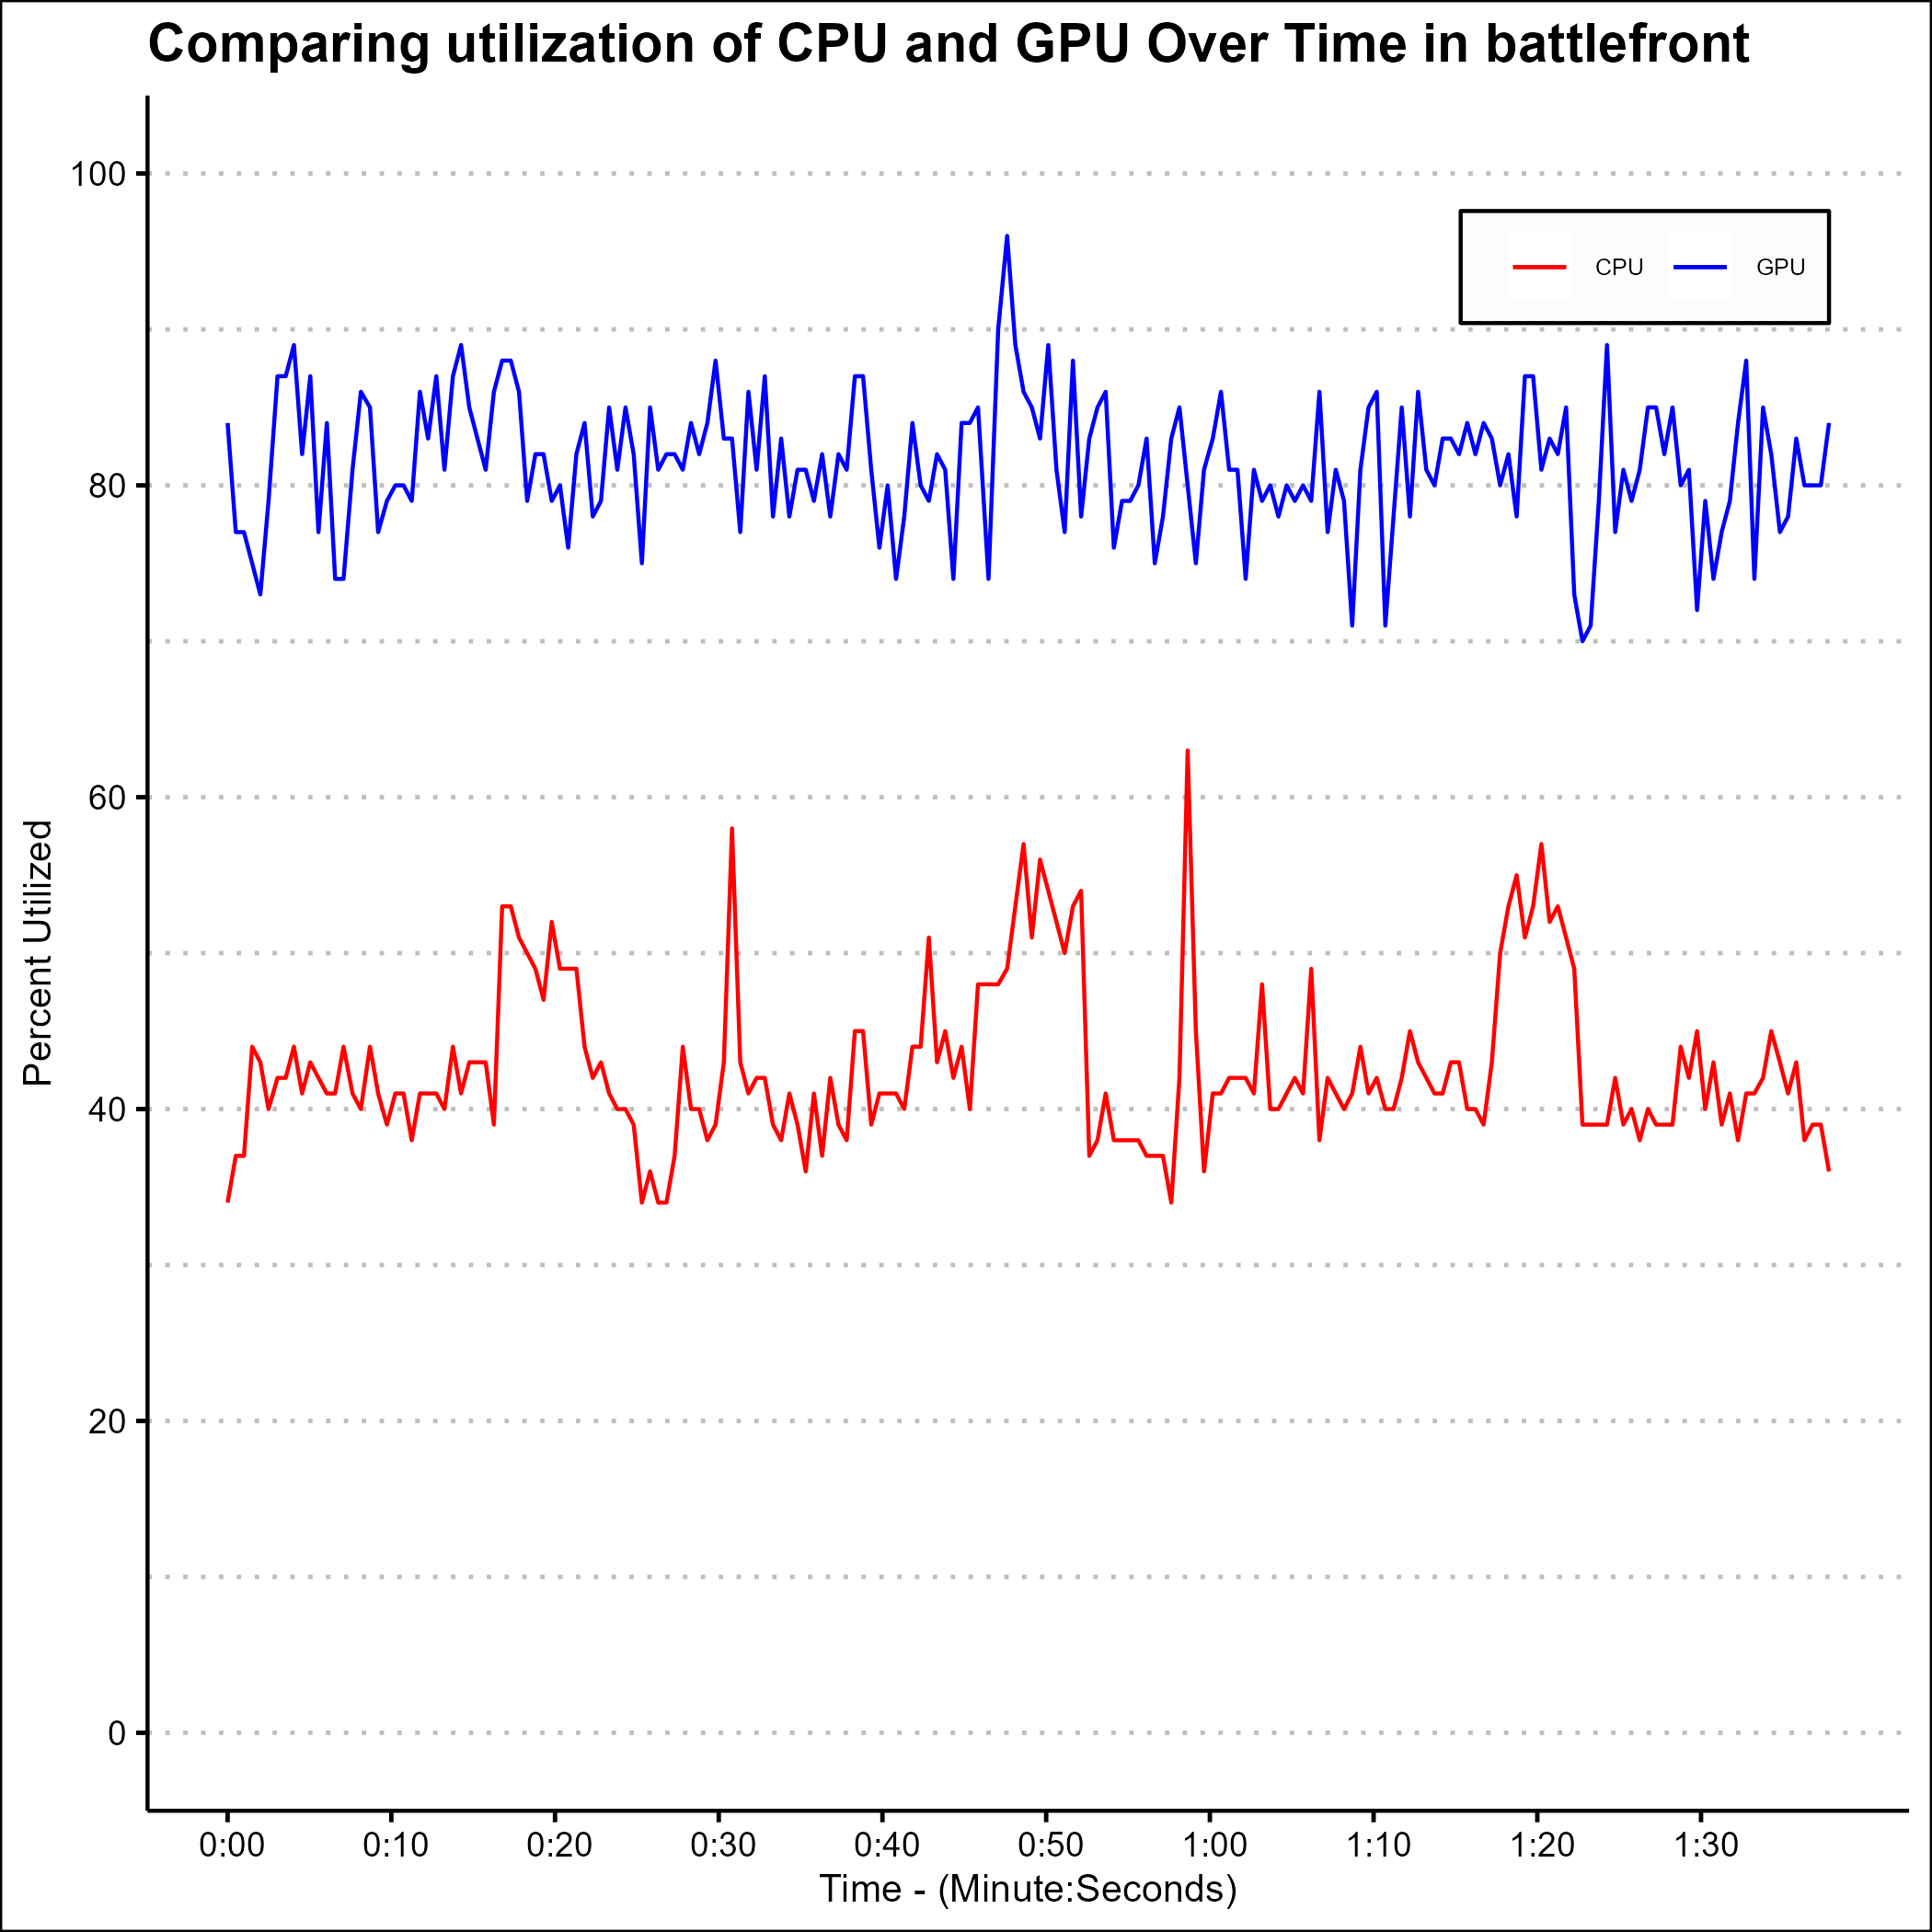 Comparing utilization of CPU and GPU Over Time in battlefront
100
80
60
40
20
0
Percent Utilized
CPU GPU
0:00 0:10 0:20 0:30 0:40 0:50 1:00 1:10 1:20 1:30
Time - (Minute:Seconds)